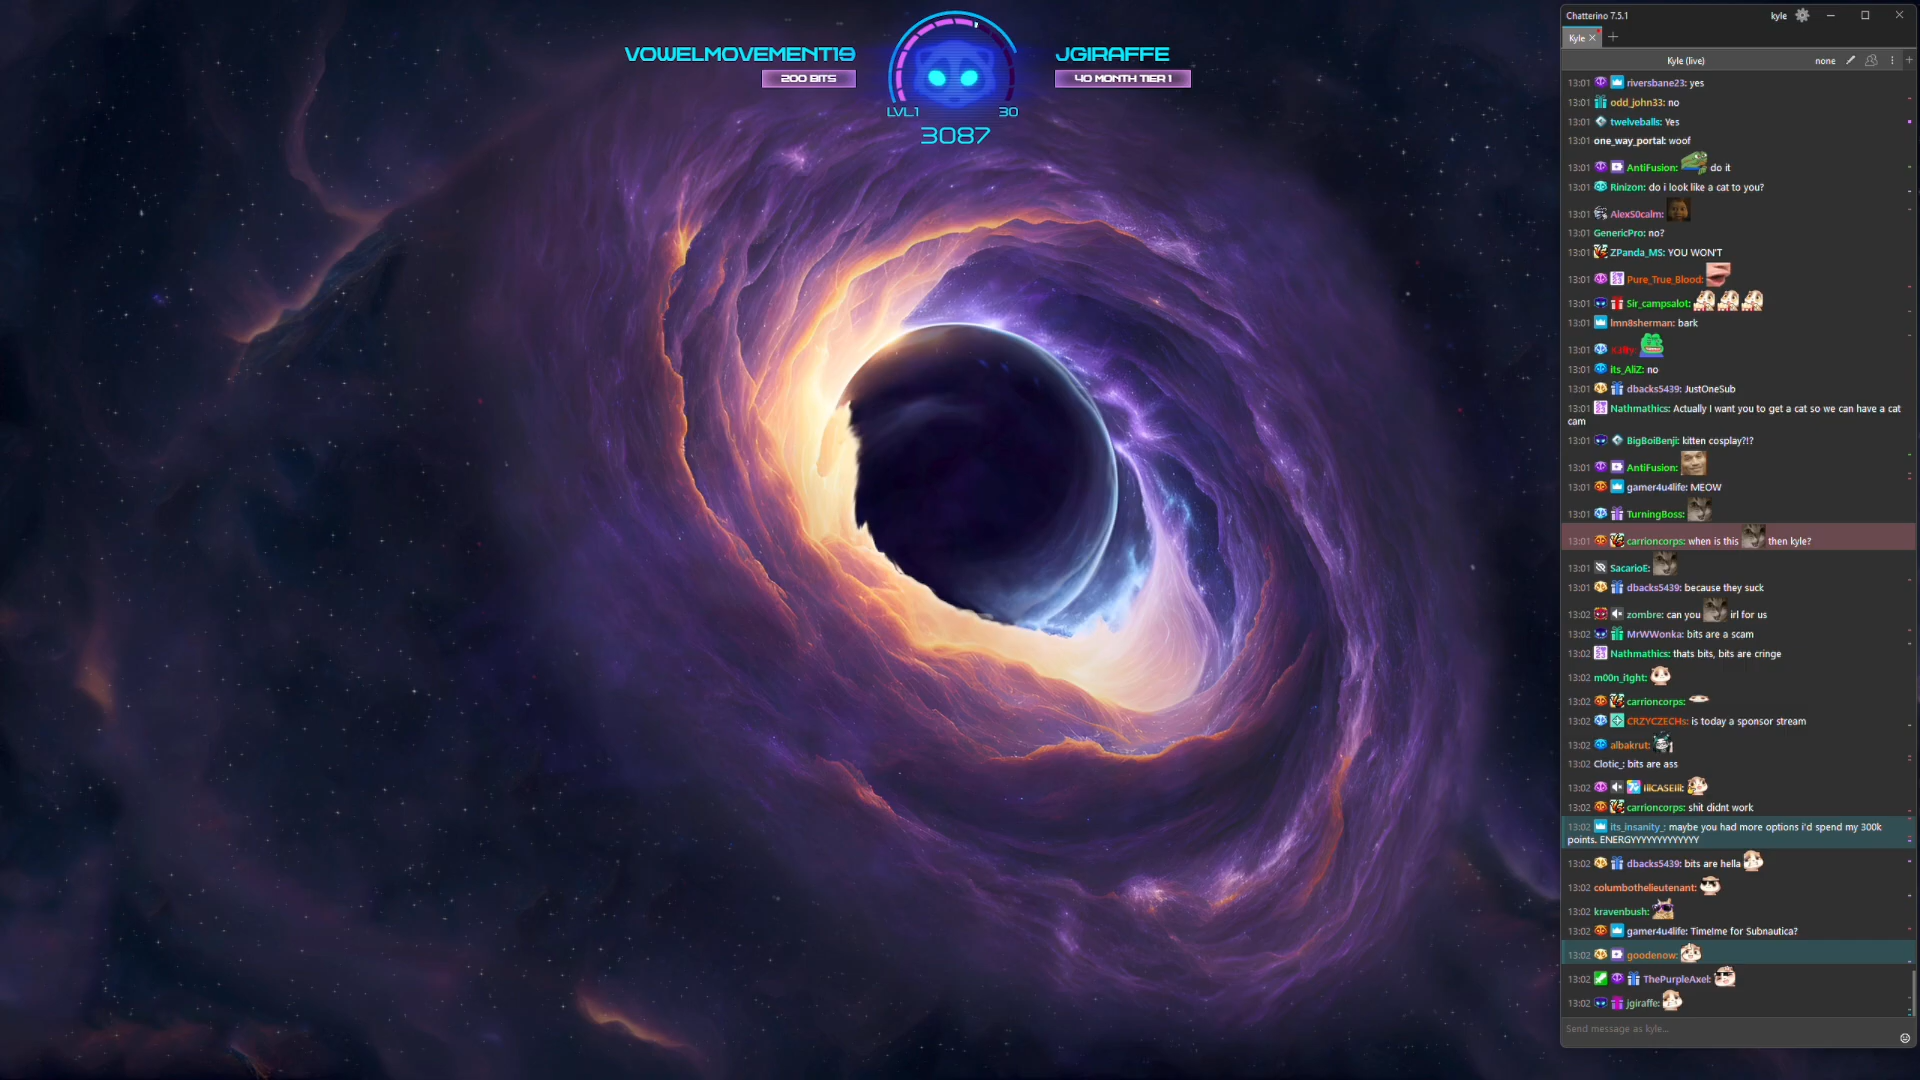 VOWELMOVEMENT19
200 BITS
LVL1
30
3087
JGIRAFFE
40 MONTH TIER 1
Chatterino 7.5.1
kyle
Kyle
Kyle (live)
none
13:01 riversbane23: yes
13:01 odd_john33: no
13:01 twelveballs: Yes
13:01 one_way_portal: woof
13:01 AntiFusion: do it
13:01 Rinizon: do i look like a cat to you?
13:01 AlexS0calm:
13:01 GenericPro: no?
13:01 ZPanda_MS: YOU WON'T
13:01 Pure_True_Blood:
13:01 Sir_campsalot:
13:01 lmn8sherman: bark
13:01
13:01 its_AliZ: no
13:01 dbacks5439: JustOneSub
13:01 Nathmathics: Actually I want you to get a cat so we can have a cat
cam
13:01 BigBoiBenji: kitten cosplay?!?
13:01 AntiFusion:
13:01 gamer4u4life: MEOW
13:01 TurningBoss:
13:01 carrioncorps: when is this then kyle?
13:01 SacarioE:
13:01 dbacks5439: because they suck
13:02 zombre: can you irl for us
13:02 MrWWonka: bits are a scam
13:02 Nathmathics: thats bits, bits are cringe
13:02 m00n_i1ght:
13:02 carrioncorps:
13:02 CRZYCZECHs: is today a sponsor stream
13:02 albakrut:
13:02 Clotic_: bits are ass
13:02 iiiCASEiii:
13:02 carrioncorps: shit didnt work
13:02 its_insanity_: maybe you had more options i'd spend my 300k
points. ENERGYYYYYYYYYYYY
13:02 dbacks5439: bits are hella
13:02 columbothelieutenant:
13:02 kravenbush:
13:02 gamer4u4life: Time!me for Subnautica?
13:02 goodenow:
13:02 ThePurpleAxel:
13:02 jgiraffe:
Send message as kyle...